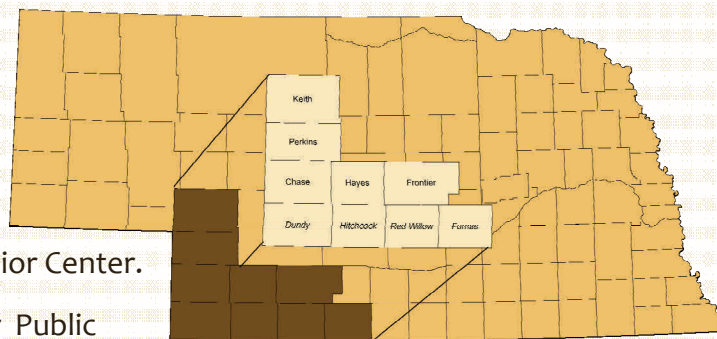 Keith
Perkins
Chase Hayes Frontier
Dundy Hitchcock Red Willow Furnas
ior Center.
Public